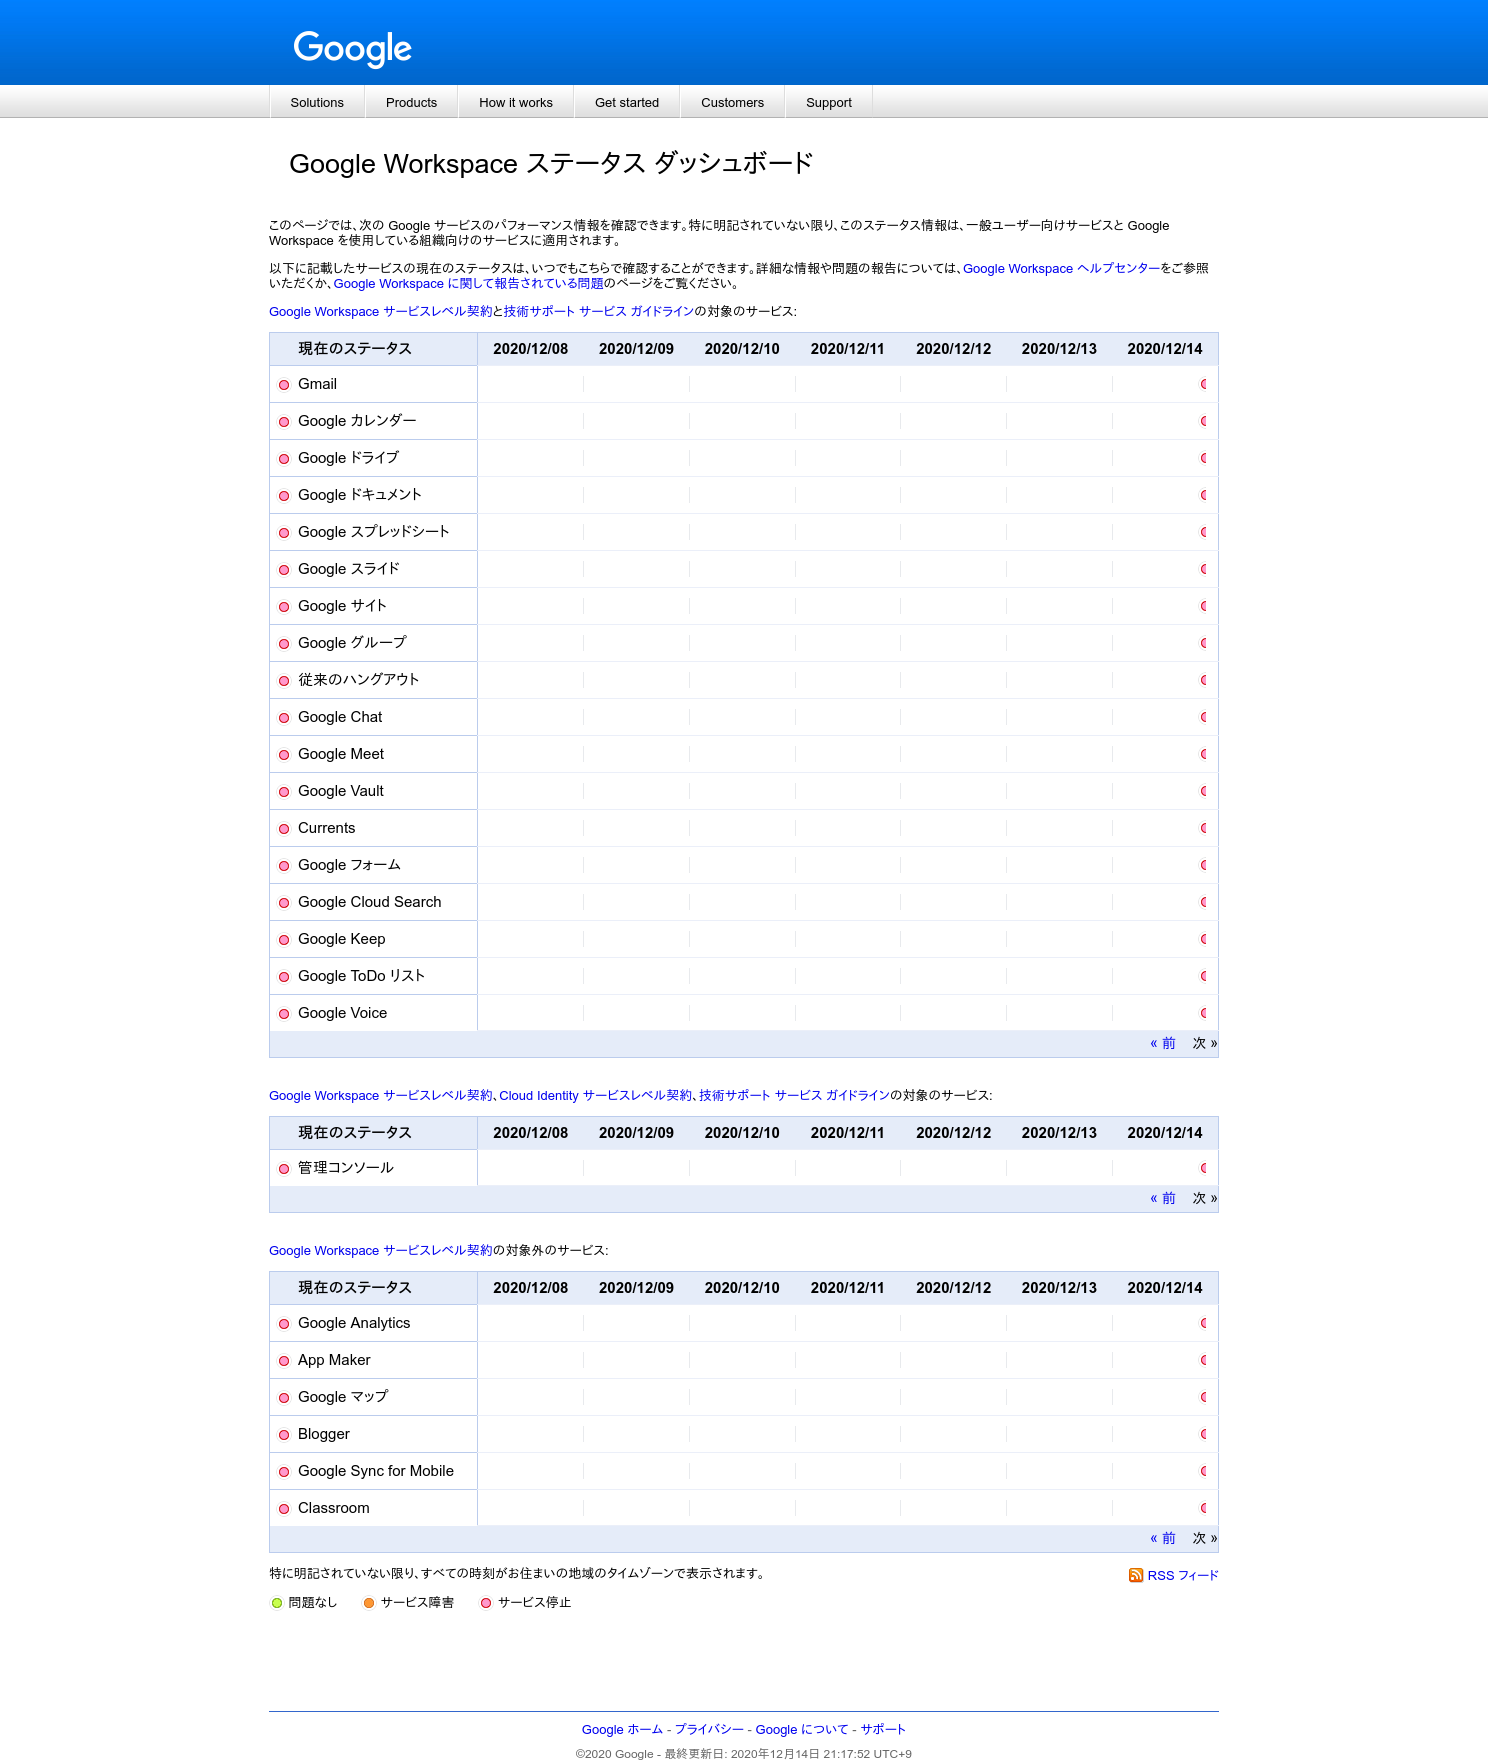 Google
Solutions Products How it works Get started Customers Support
Google Workspace ステータス ダッシュボード
このページでは、次の Google サービスのパフォーマンス情報を確認できます。特に明記されていない限り、このステータス情報は、一般ユーザー向けサービスと Google
Workspace を使用している組織向けのサービスに適用されます。
以下に記載したサービスの現在のステータスは、いつでもこちらで確認することができます。詳細な情報や問題の報告については、Google Workspace ヘルプセンターをご参照
いただくか、Google Workspace に関して報告されている問題のページをご覧ください。
Google Workspace サービスレベル契約と技術サポート サービス ガイドラインの対象のサービス:
現在のステータス 2020/12/08 2020/12/09 2020/12/10 2020/12/11 2020/12/12 2020/12/13 2020/12/14
Gmail
Google カレンダー
Google ドライブ
Google ドキュメント
Google スプレッドシート
Google スライド
Google サイト
Google グループ
従来のハングアウト
Google Chat
Google Meet
Google Vault
Currents
Google フォーム
Google Cloud Search
Google Keep
Google ToDo リスト
Google Voice
« 前 次 »
Google Workspace サービスレベル契約、Cloud Identity サービスレベル契約、技術サポート サービス ガイドラインの対象のサービス:
現在のステータス 2020/12/08 2020/12/09 2020/12/10 2020/12/11 2020/12/12 2020/12/13 2020/12/14
管理コンソール
« 前 次 »
Google Workspace サービスレベル契約の対象外のサービス:
現在のステータス 2020/12/08 2020/12/09 2020/12/10 2020/12/11 2020/12/12 2020/12/13 2020/12/14
Google Analytics
App Maker
Google マップ
Blogger
Google Sync for Mobile
Classroom
« 前 次 »
特に明記されていない限り、すべての時刻がお住まいの地域のタイムゾーンで表示されます。 RSS フィード
問題なし サービス障害 サービス停止
Google ホーム - プライバシー - Google について - サポート
©2020 Google - 最終更新日: 2020年12月14日 21:17:52 UTC+9